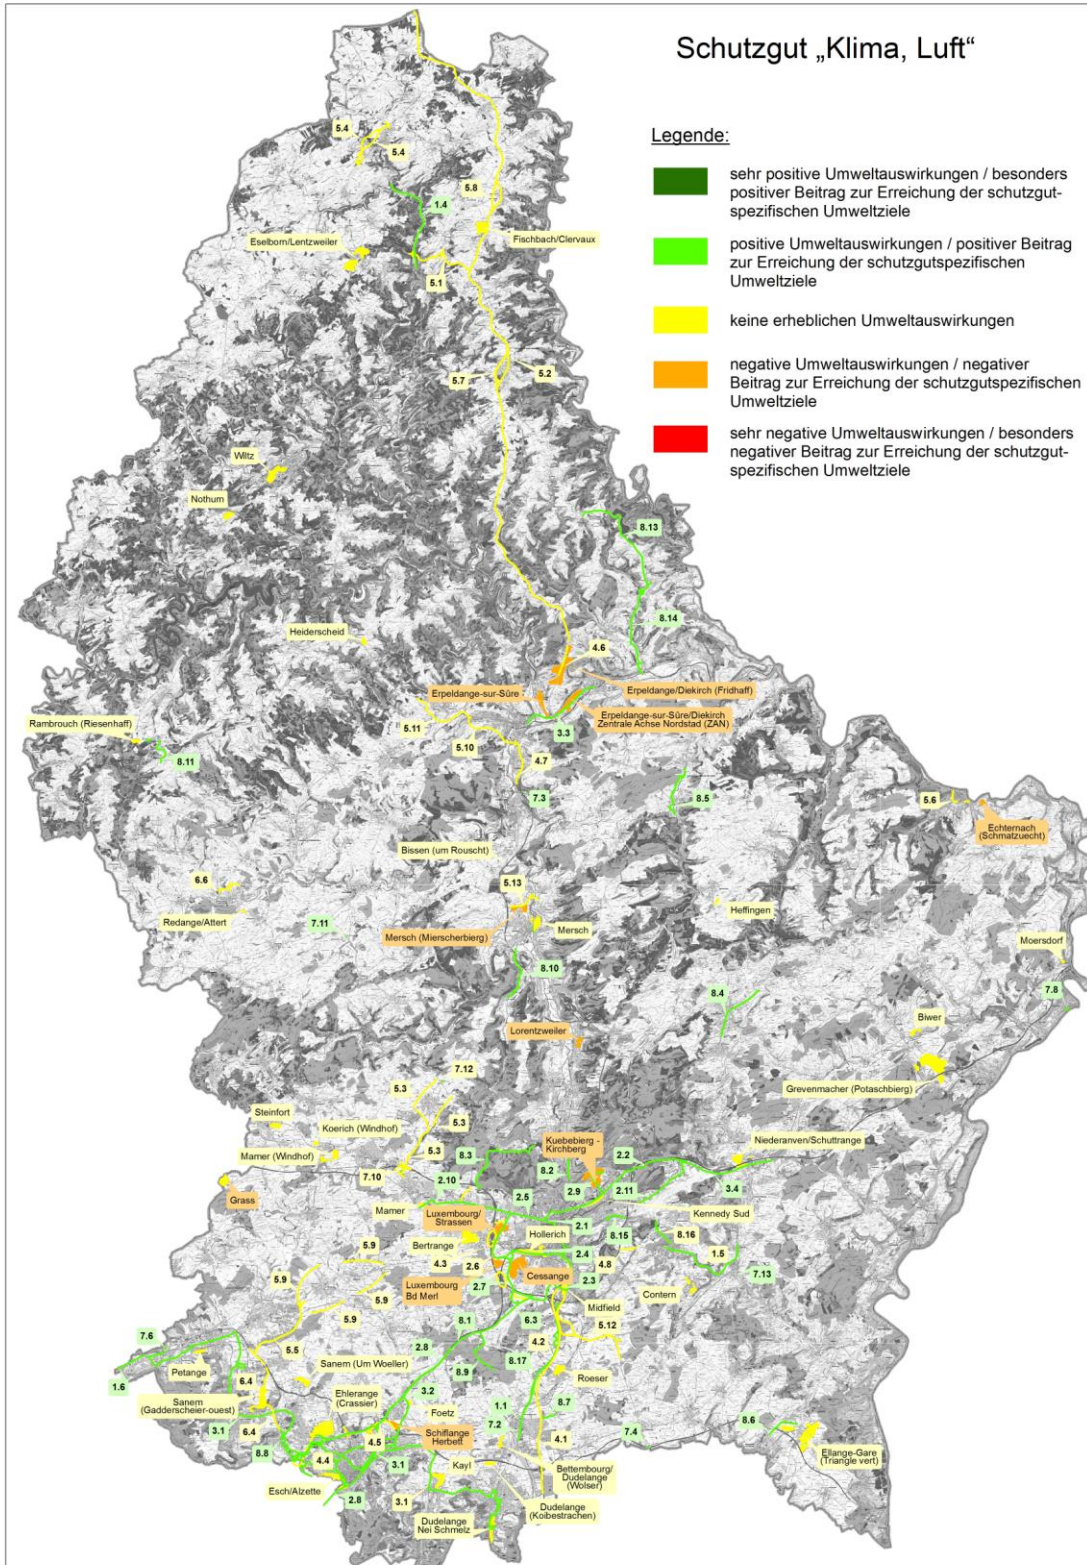 Schutzgut „Klima, Luft“
Legende:
sehr positive Umweltauswirkungen / besonders
positiver Beitrag zur Erreichung der schutzgut-
spezifischen Umweltziele
positive Umweltauswirkungen / positiver Beitrag
zur Erreichung der schutzgutspezifischen
Umweltziele
keine erheblichen Umweltauswirkungen
negative Umweltauswirkungen / negativer
Beitrag zur Erreichung der schutzgutspezifischen
Umweltziele
sehr negative Umweltauswirkungen / besonders
negativer Beitrag zur Erreichung der schutzgut-
spezifischen Umweltziele
5.4
5.4
5.8
1.4
Fischbach/Clervaux
Eselborn/Lentzweiler
5.1
5.2
5.7
Wiltz
Nothum
8.13
8.14
Heiderscheid
4.6
Erpeldange/Diekirch (Fridhaff)
Erpeldange-sur-Sûre
Erpeldange-sur-Sûre/Diekirch
Zentrale Achse Nordstad (ZAN)
Rambrouch (Riesenhaff)
5.11
3.3
5.10
8.11
4.7
7.3
8.5
5.6
Echternach
(Schmatzuecht)
Bissen (um Rouscht)
6.6
5.13
Redange/Attert
Heffingen
7.11
Mersch
Mersch (Mierscherbierg)
Moersdorf
8.10
7.8
8.4
Biwer
Lorentzweiler
7.12
Grevenmacher (Potaschbierg)
5.3
Steinfort
5.3
Koerich (Windhof)
Kuebebierg -
Kirchberg
Niederanven/Schuttrange
5.3
8.3
2.2
Mamer (Windhof)
8.2
7.10
2.10
2.9
2.11
3.4
Grass
2.5
Mamer
Kennedy Sud
Luxembourg/
Strassen
2.1
8.15
Hollerich
8.16
5.9
Bertrange
2.4
1.5
4.3
2.6
4.8
5.9
Cessange
7.13
Luxembourg
Bd Merl
2.7
2.3
Contern
5.9
Midfield
5.9
8.1
6.3
5.12
7.6
4.2
2.8
5.5
Sanem (Um Woeller)
8.17
Petange
8.9
Roeser
1.6
6.4
3.2
Ehlerange
(Crassier)
Sanem
(Gadderscheier-ouest)
1.1
8.7
Foetz
3.1
6.4
7.2
8.6
Schifflange
Herbett
4.5
7.4
4.1
8.8
Ellange-Gare
(Triangle vert)
4.4
3.1
Kayl
Bettembourg/
Dudelange
(Wolser)
Esch/Alzette
2.8
3.1
Dudelange
(Koibestrachen)
Dudelange
Nei Schmelz